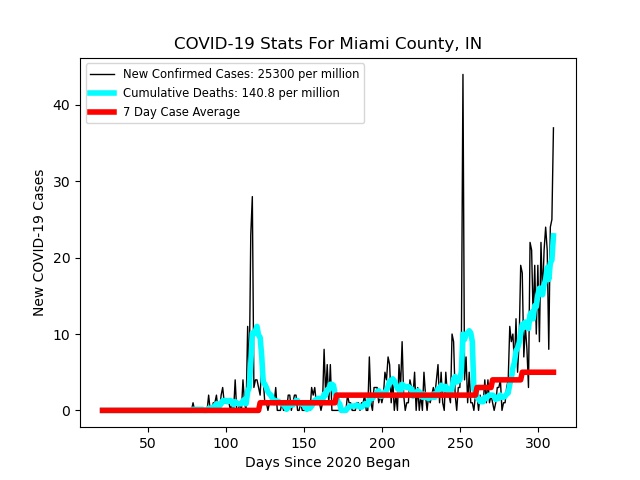 COVID-19 Stats For Miami County, IN
New Confirmed Cases: 25300 per million
Cumulative Deaths: 140.8 per million
7 Day Case Average
40
30
20
10
0
New COVID-19 Cases
50 100 150 200 250 300
Days Since 2020 Began